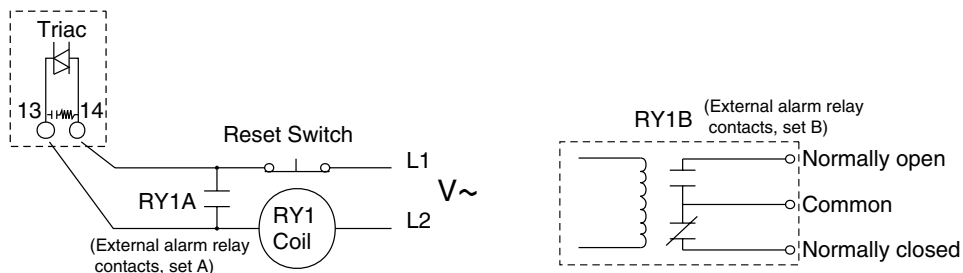 Triac
13
14
Reset Switch
L1
RY1A
V~
RY1
Coil
L2
(External alarm relay
contacts, set A)
RY1B
(External alarm relay
contacts, set B)
Normally open
Common
Normally closed